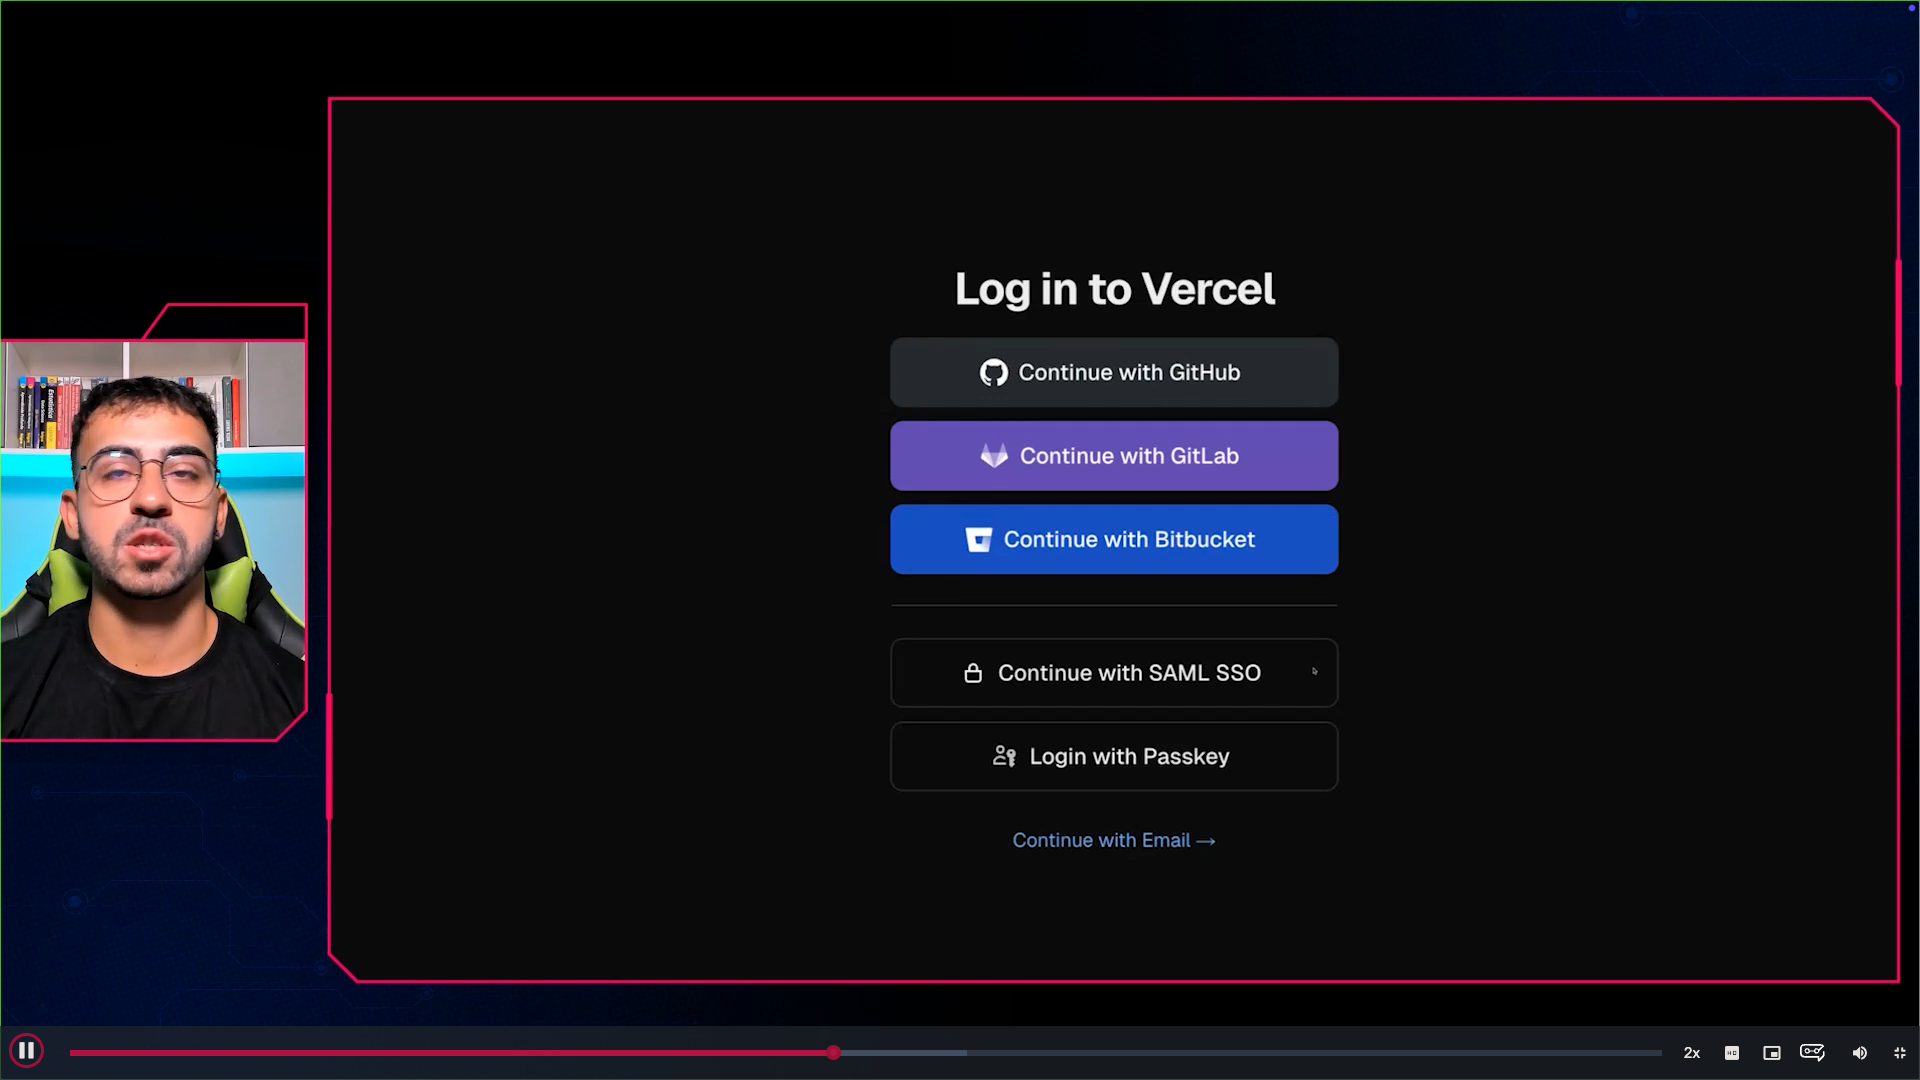 Log in to Vercel
Continue with GitHub
Continue with GitLab
Continue with Bitbucket
Continue with SAML SSO
Login with Passkey
Continue with Email →
2x
HD